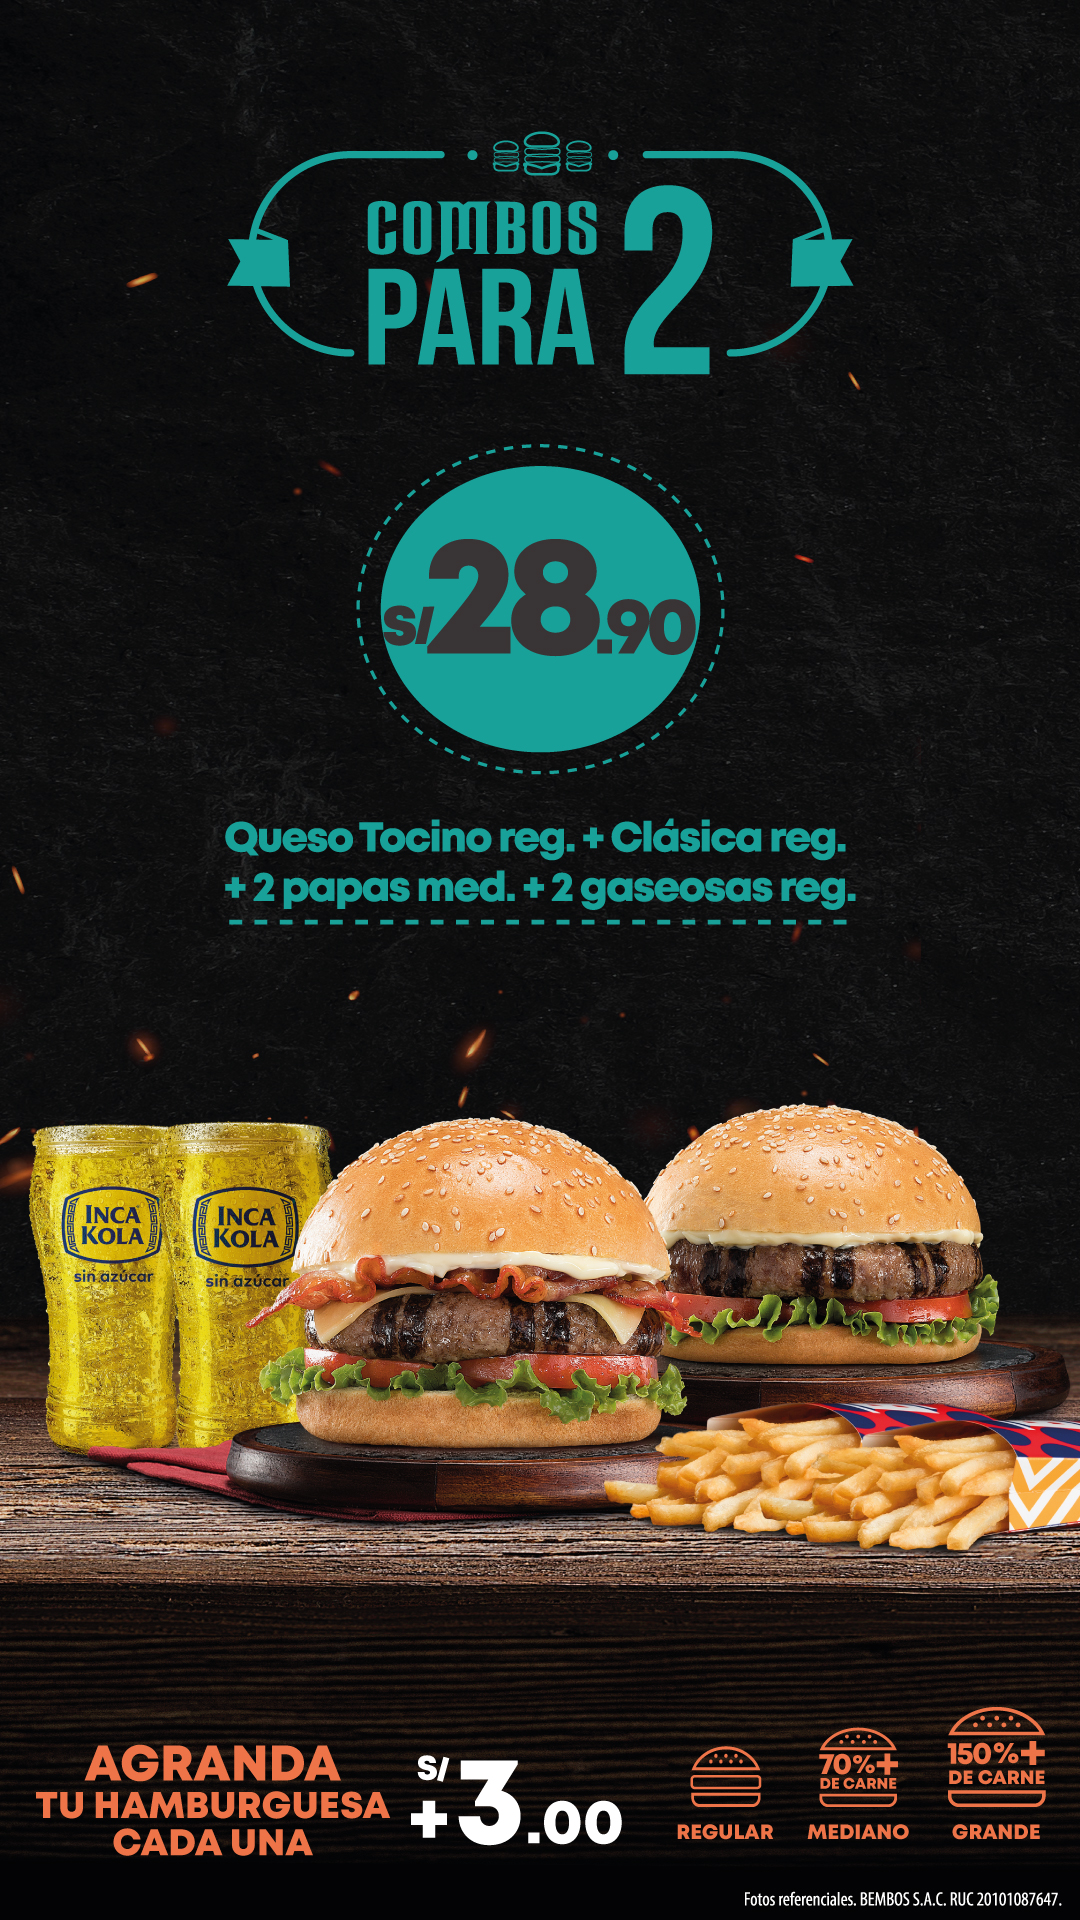 COMBOS
PARA 2
S/28.90
Queso Tocino reg. + Clásica reg.
+ 2 papas med. + 2 gaseosas reg.
INCA
KOLA
sin azúcar
INCA
KOLA
sin azúcar
AGRANDA
TU HAMBURGUESA
CADA UNA
S/
+3.00
REGULAR
70%+
DE CARNE
MEDIANO
150%+
DE CARNE
GRANDE
Fotos referenciales. BEMBOS S.A.C. RUC 20101087647.